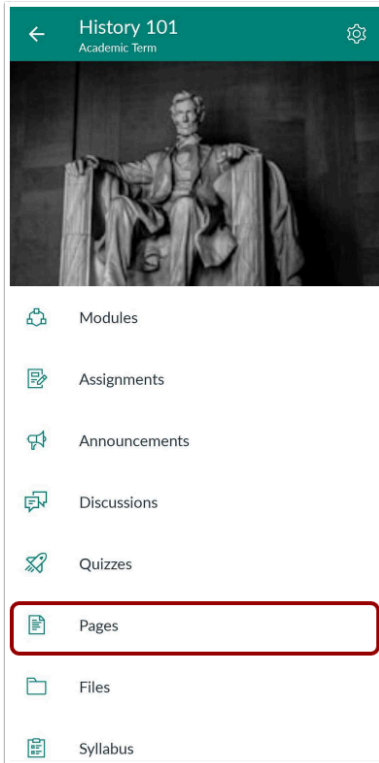 History 101
Academic Term
Modules
Assignments
Announcements
Discussions
Quizzes
Pages
Files
Syllabus